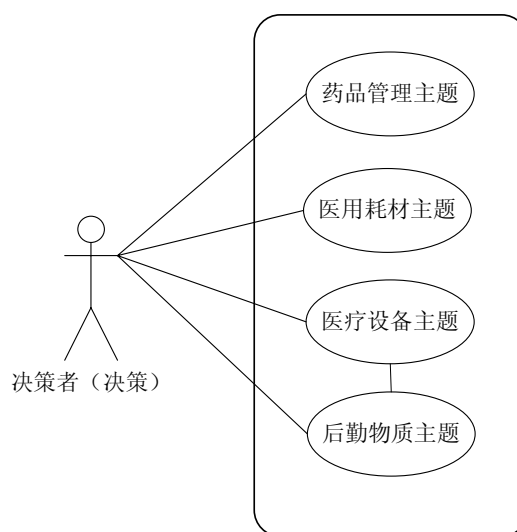 药品管理主题
医用耗材主题
医疗设备主题
决策者（决策）
后勤物质主题